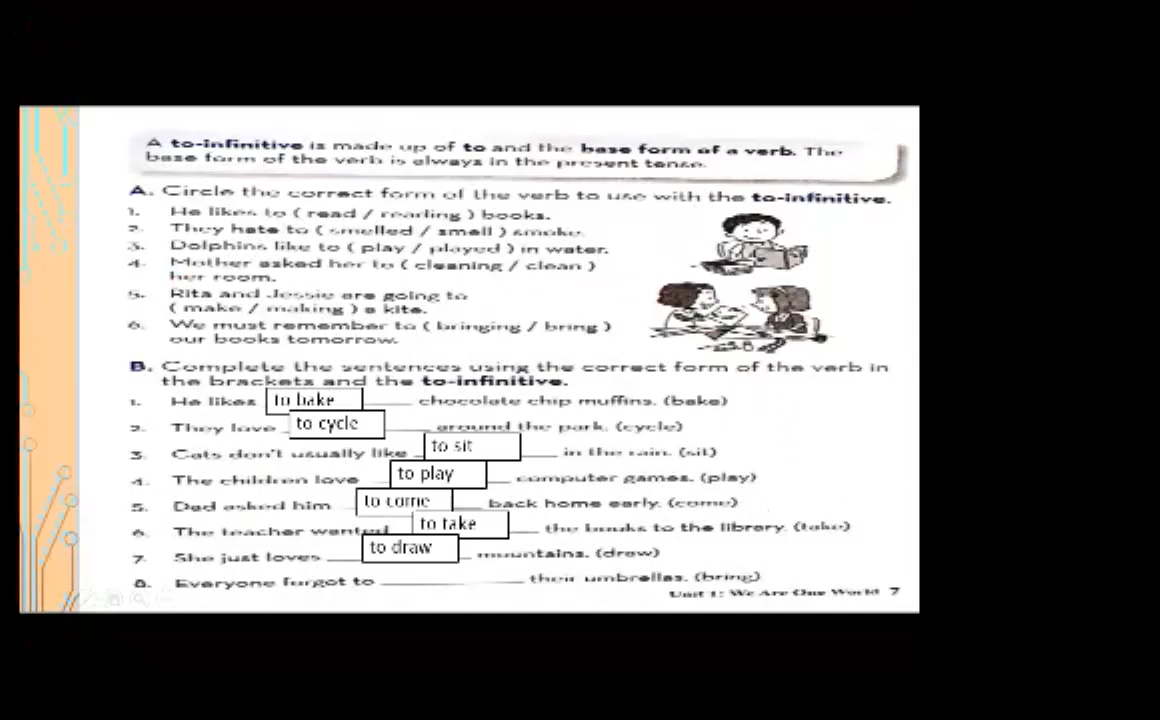 A to-infinitive is made up of to and the base form of a verb. The
base form of the verb is always in the present tense.
A. Circle the correct form of the verb to use with the to-infinitive.
1. He likes to ( read / reading ) books.
2. They hate to ( smelled / smell ) smoke.
3. Dolphins like to ( play / played ) in water.
4. Mother asked her to ( cleaning / clean )
her room.
5. Rita and Jessie are going to
( make / making ) a kite.
6. We must remember to ( bringing / bring )
our books tomorrow.
B. Complete the sentences using the correct form of the verb in
the brackets and the to-infinitive.
1. He likes to bake ____ chocolate chip muffins. (bake)
2. They love to cycle ____ around the park. (cycle)
3. Cats don't usually like to sit ____ in the rain. (sit)
4. The children love to play ____ computer games. (play)
5. Dad asked him to come ____ back home early. (come)
6. The teacher wanted to take ____ the books to the library. (take)
7. She just loves ____ to draw mountains. (draw)
8. Everyone forgot to ____________ their umbrellas. (bring)
Unit 1: We Are One World 7